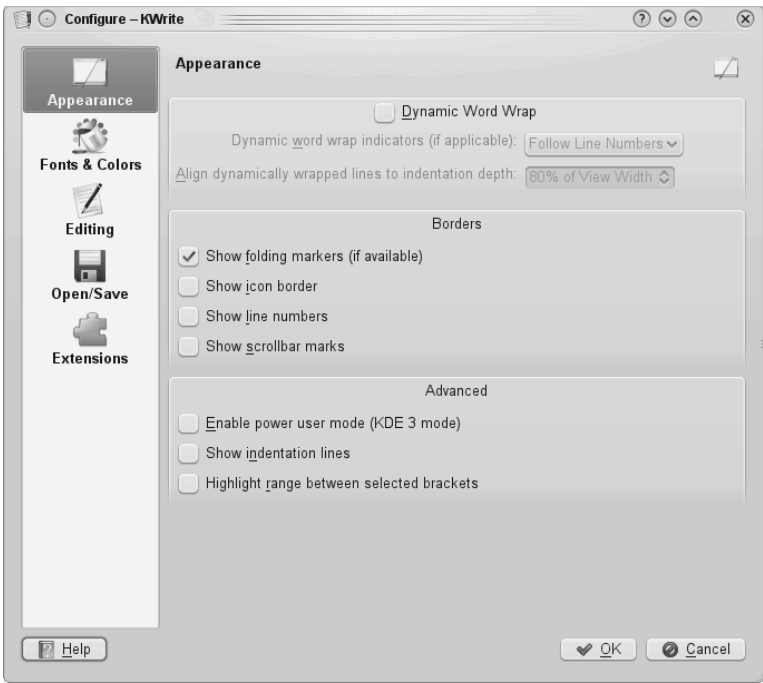 Configure – KWrite
Appearance
Fonts & Colors
Editing
Open/Save
Extensions
Appearance
Dynamic Word Wrap
Dynamic word wrap indicators (if applicable): Follow Line Numbers
Align dynamically wrapped lines to indentation depth: 80% of View Width
Borders
Show folding markers (if available)
Show icon border
Show line numbers
Show scrollbar marks
Advanced
Enable power user mode (KDE 3 mode)
Show indentation lines
Highlight range between selected brackets
Help
OK
Cancel